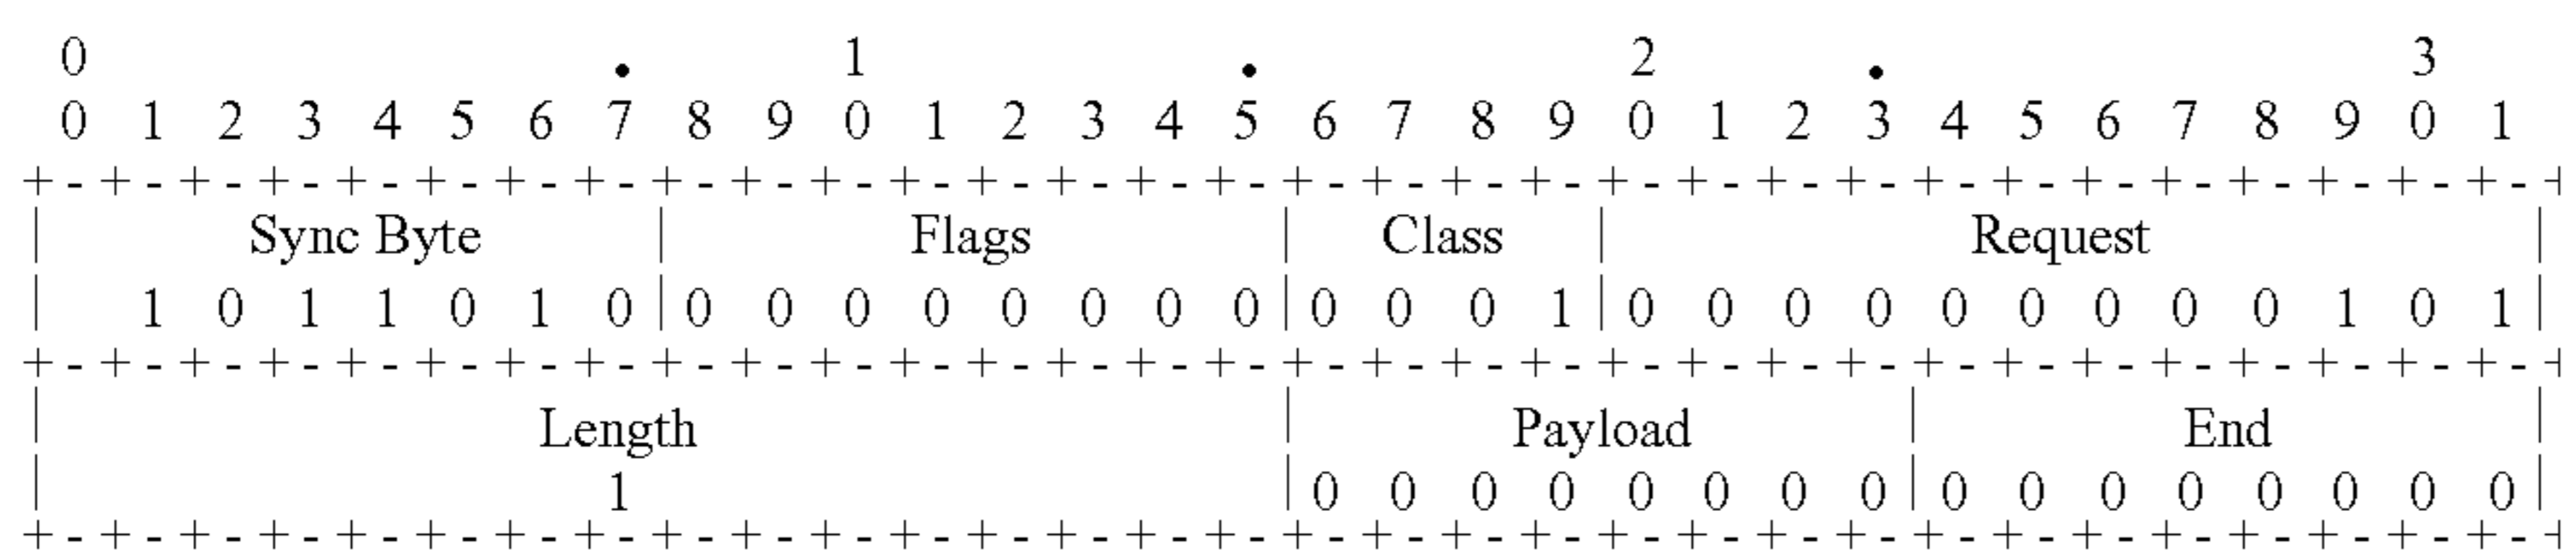 0 . 1 . 2 . 3
0 1 2 3 4 5 6 7 8 9 0 1 2 3 4 5 6 7 8 9 0 1 2 3 4 5 6 7 8 9 0 1
+-+-+-+-+-+-+-+-+-+-+-+-+-+-+-+-+-+-+-+-+-+-+-+-+-+-+-+-+-+-+-+-+
| Sync Byte | Flags | Class | Request |
| 1 0 1 1 0 1 0 | 0 0 0 0 0 0 0 0 | 0 0 0 1 | 0 0 0 0 0 0 0 0 0 1 0 1 |
+-+-+-+-+-+-+-+-+-+-+-+-+-+-+-+-+-+-+-+-+-+-+-+-+-+-+-+-+-+-+-+-+
| Length | Payload | End |
| 1 | 0 0 0 0 0 0 0 0 | 0 0 0 0 0 0 0 0 |
+-+-+-+-+-+-+-+-+-+-+-+-+-+-+-+-+-+-+-+-+-+-+-+-+-+-+-+-+-+-+-+-+